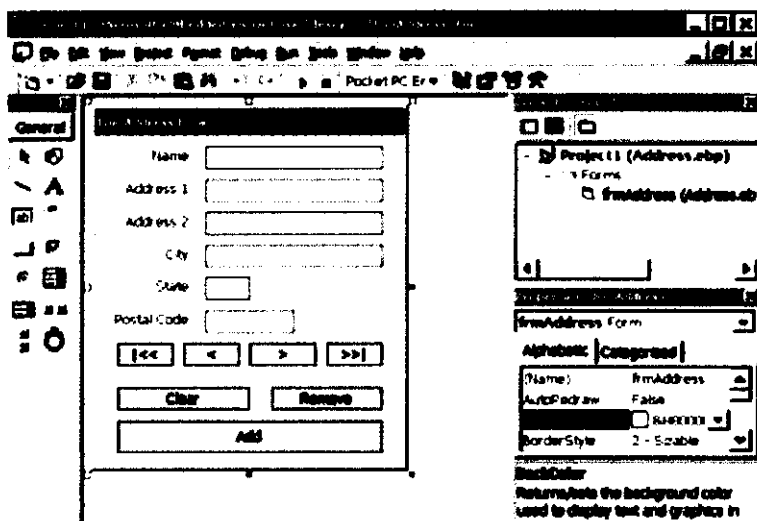 File Edit View Project Format Debug Run Tools Window Help
Pocket PC Em
General
Name
Address 1
Address 2
City
State
Postal Code
|<< < > >>|
Clear Remove
Add
Project1 (Address.ebp)
Forms
frmAddress (Address.eb
frmAddress Form
Alphabetic Categorized
(Name) frmAddress
AutoRedraw False
BorderStyle 2 - Sizable
BackColor
Returns/sets the background color
used to display text and graphics in